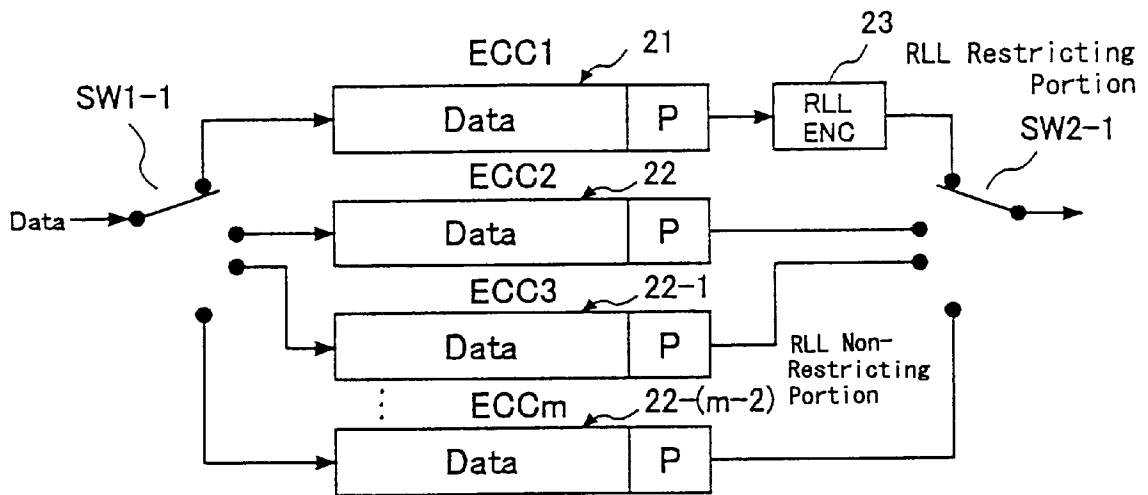 ECC1
21
23
RLL Restricting
Portion
SW1-1
Data
P
RLL
ENC
SW2-1
ECC2
22
Data
Data
P
ECC3
22-1
Data
P
RLL Non-
Restricting
Portion
ECCm
22-(m-2)
Data
P